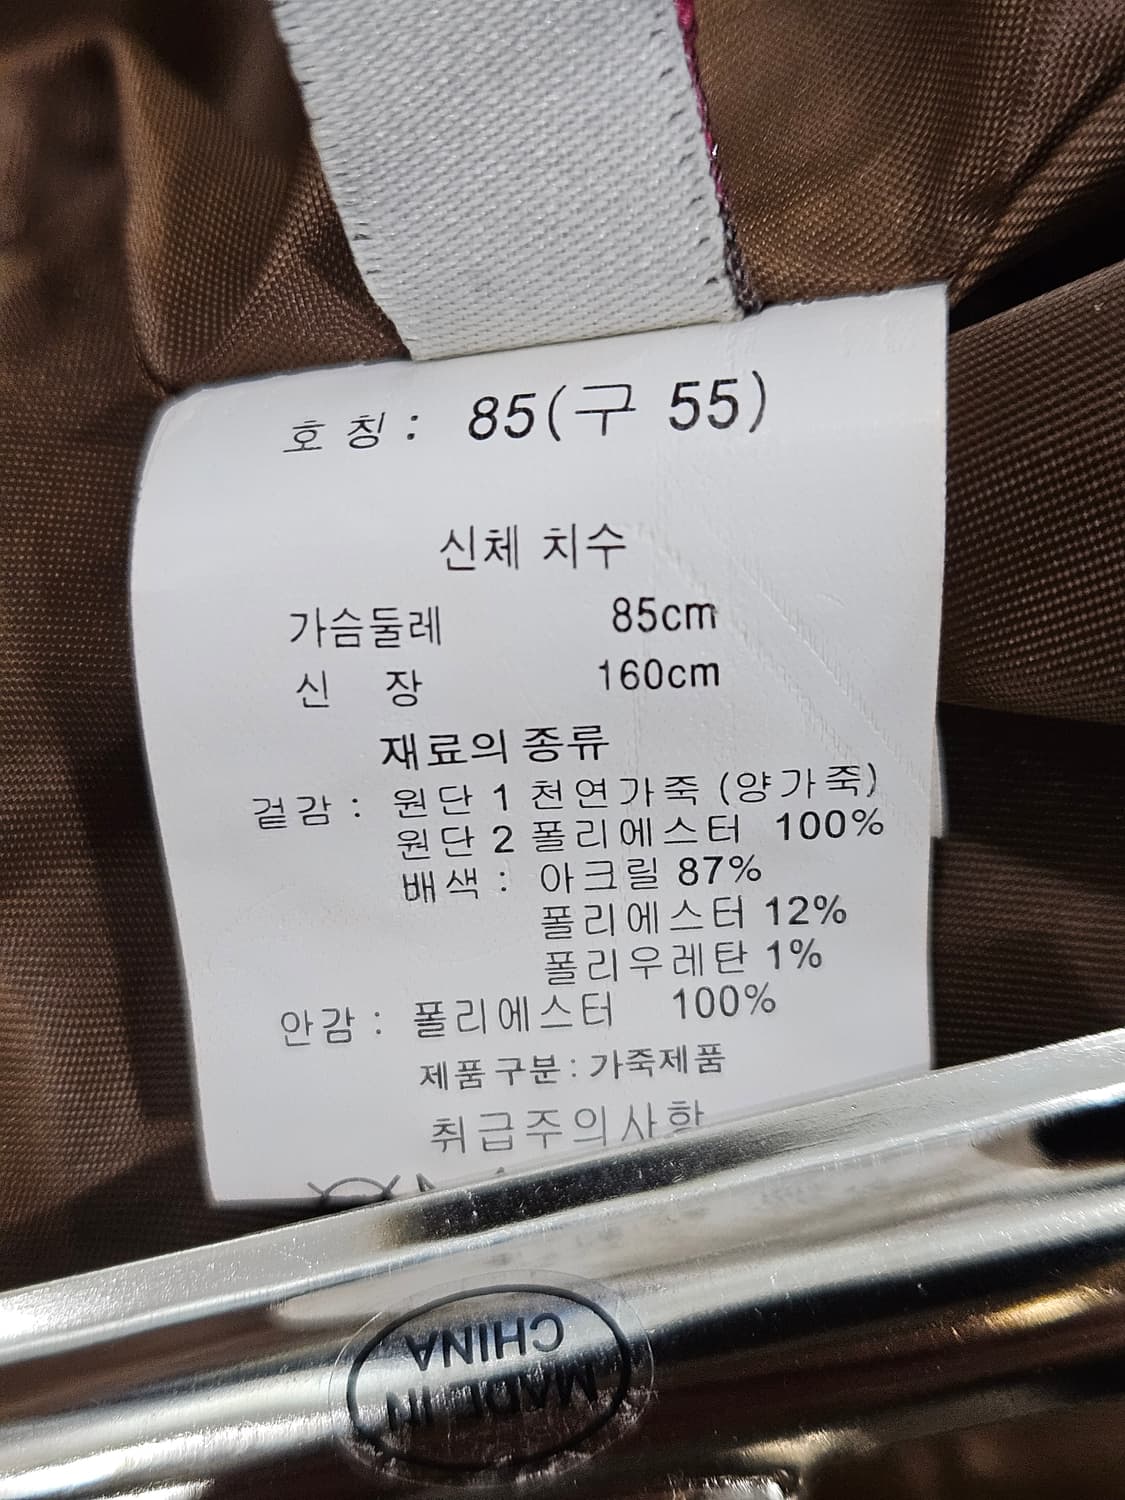 호 칭 : 85(구 55)
신체 치수
가슴둘레 85cm
신 장 160cm
재료의 종류
겉감 : 원단 1 천연가죽 (양가죽)
원단 2 폴리에스터 100%
배색 : 아크릴 87%
폴리에스터 12%
폴리우레탄 1%
안감 : 폴리에스터 100%
제품구분 : 가죽제품
취급주의사항
MADE IN
CHINA